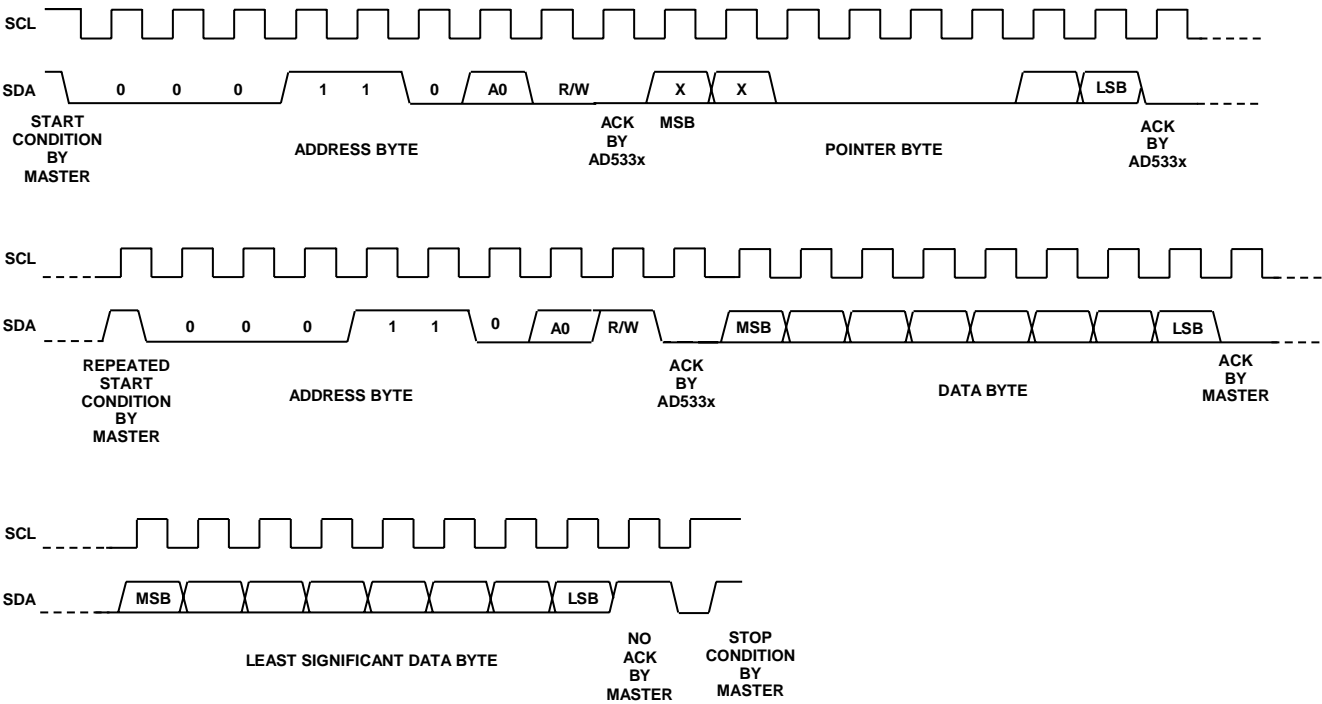 SCL
SDA
0 0 0 1 1 0 A0 R/W X X LSB
START
CONDITION
BY
MASTER
ADDRESS BYTE
ACK
BY
AD533x
MSB
POINTER BYTE
ACK
BY
AD533x
SCL
SDA
0 0 0 1 1 0 A0 R/W MSB LSB
REPEATED
START
CONDITION
BY
MASTER
ADDRESS BYTE
ACK
BY
AD533x
DATA BYTE
ACK
BY
MASTER
SCL
SDA
MSB LSB
LEAST SIGNIFICANT DATA BYTE
NO
ACK
BY
MASTER
STOP
CONDITION
BY
MASTER